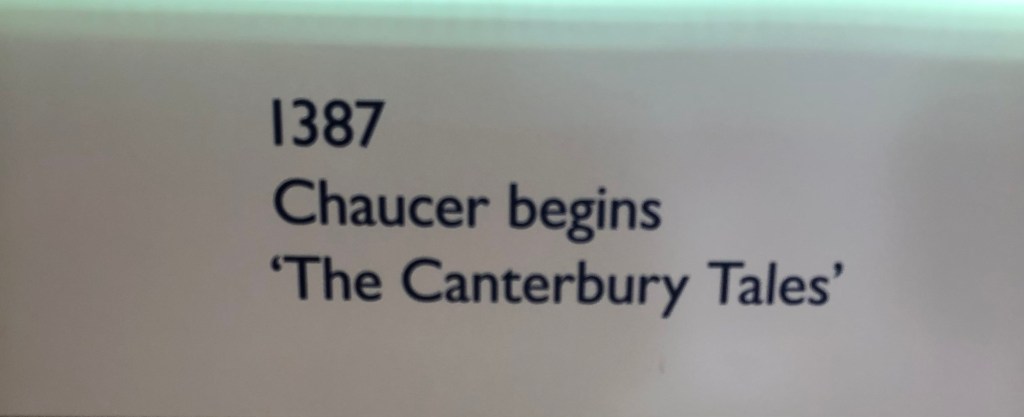 1387
Chaucer begins
‘The Canterbury Tales’